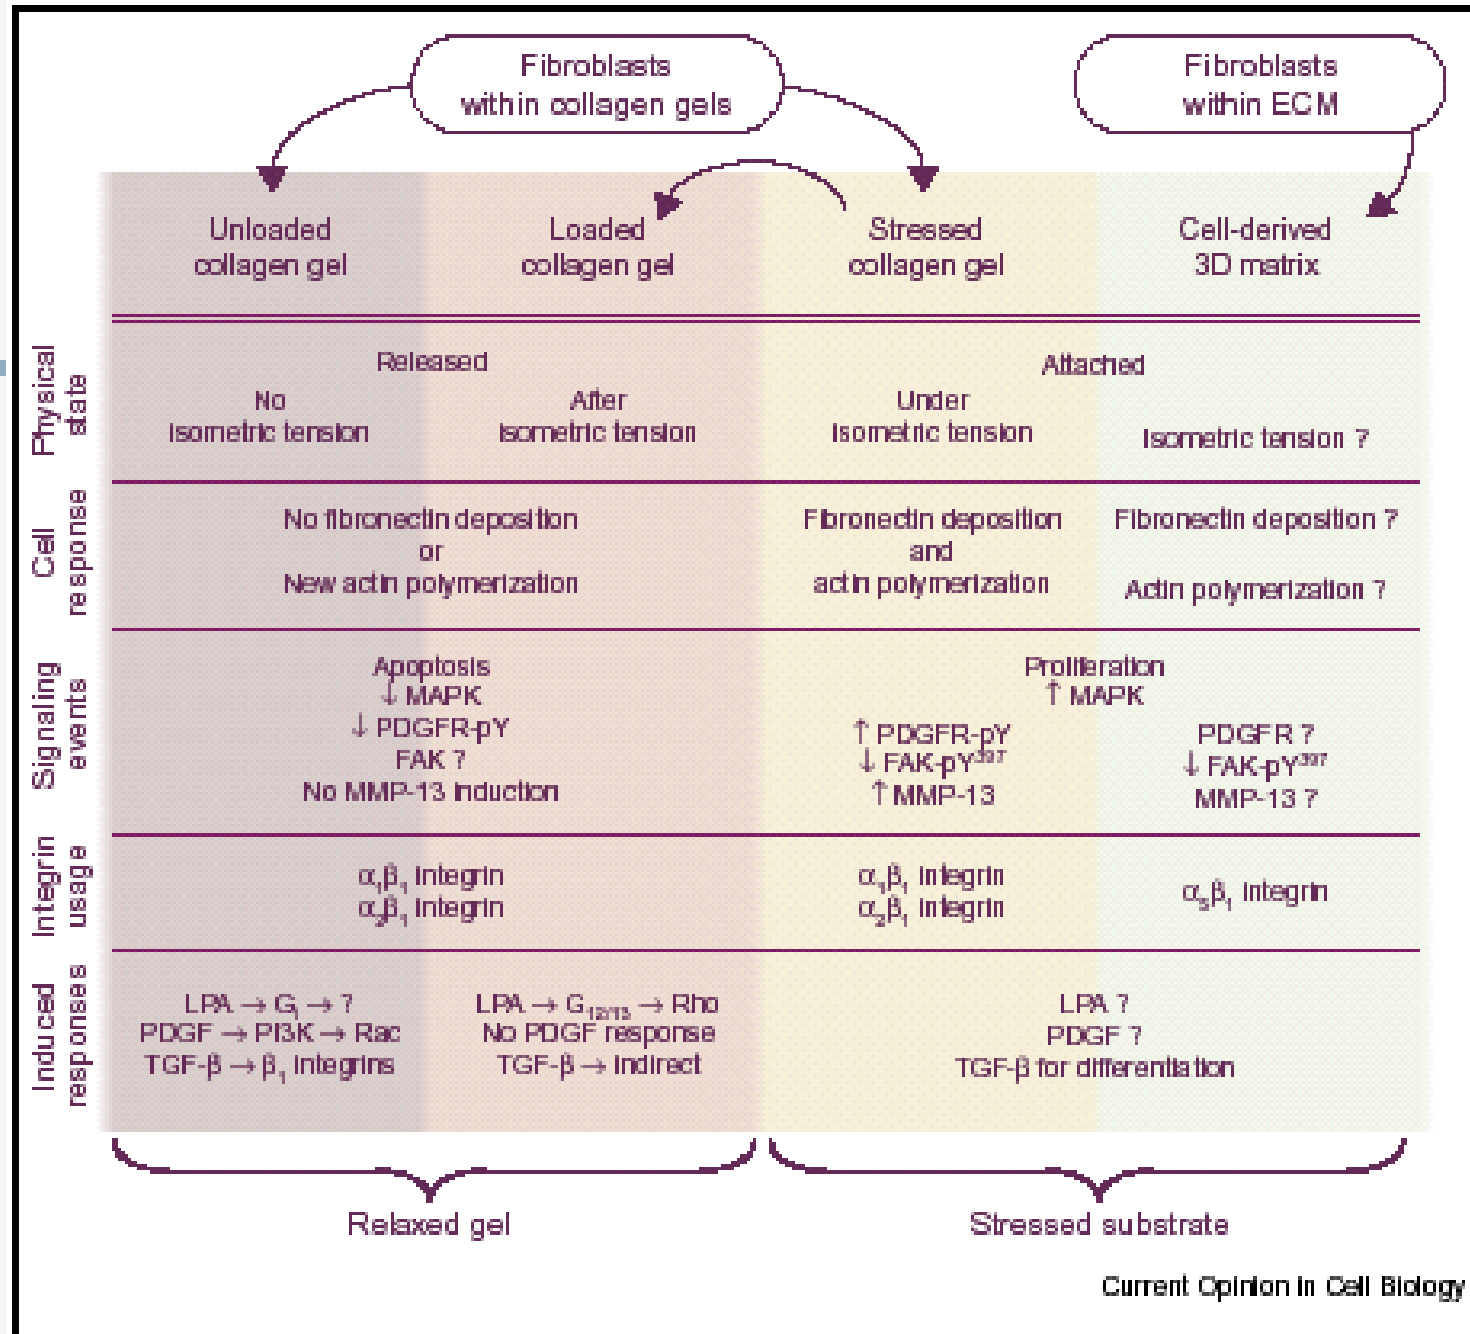 Fibroblasts
within collagen gels
Fibroblasts
within ECM
Unloaded
collagen gel
Loaded
collagen gel
Stressed
collagen gel
Cell-derived
3D matrix
Physical
state
Released
Attached
No
isometric tension
After
isometric tension
Under
isometric tension
Isometric tension ?
Cell
response
No fibronectin deposition
or
New actin polymerization
Fibronectin deposition
and
actin polymerization
Fibronectin deposition ?
Actin polymerization ?
Signaling
events
Apoptosis
↓ MAPK
↓ PDGFR-pY
FAK ?
No MMP-13 induction
Proliferation
↑ MAPK
↑ PDGFR-pY
↓ FAK-pY³⁹⁷
↑ MMP-13
PDGFR ?
↓ FAK-pY³⁹⁷
MMP-13 ?
Integrin
usage
α₁β₁ integrin
α₂β₁ integrin
α₁β₁ integrin
α₂β₁ integrin
α₅β₁ integrin
Induced
responses
LPA → Gᵢ → ?
PDGF → PI3K → Rac
TGF-β → β₁ integrins
LPA → G₁₂/₁₃ → Rho
No PDGF response
TGF-β → indirect
LPA ?
PDGF ?
TGF-β for differentiation
Relaxed gel
Stressed substrate
Current Opinion in Cell Biology